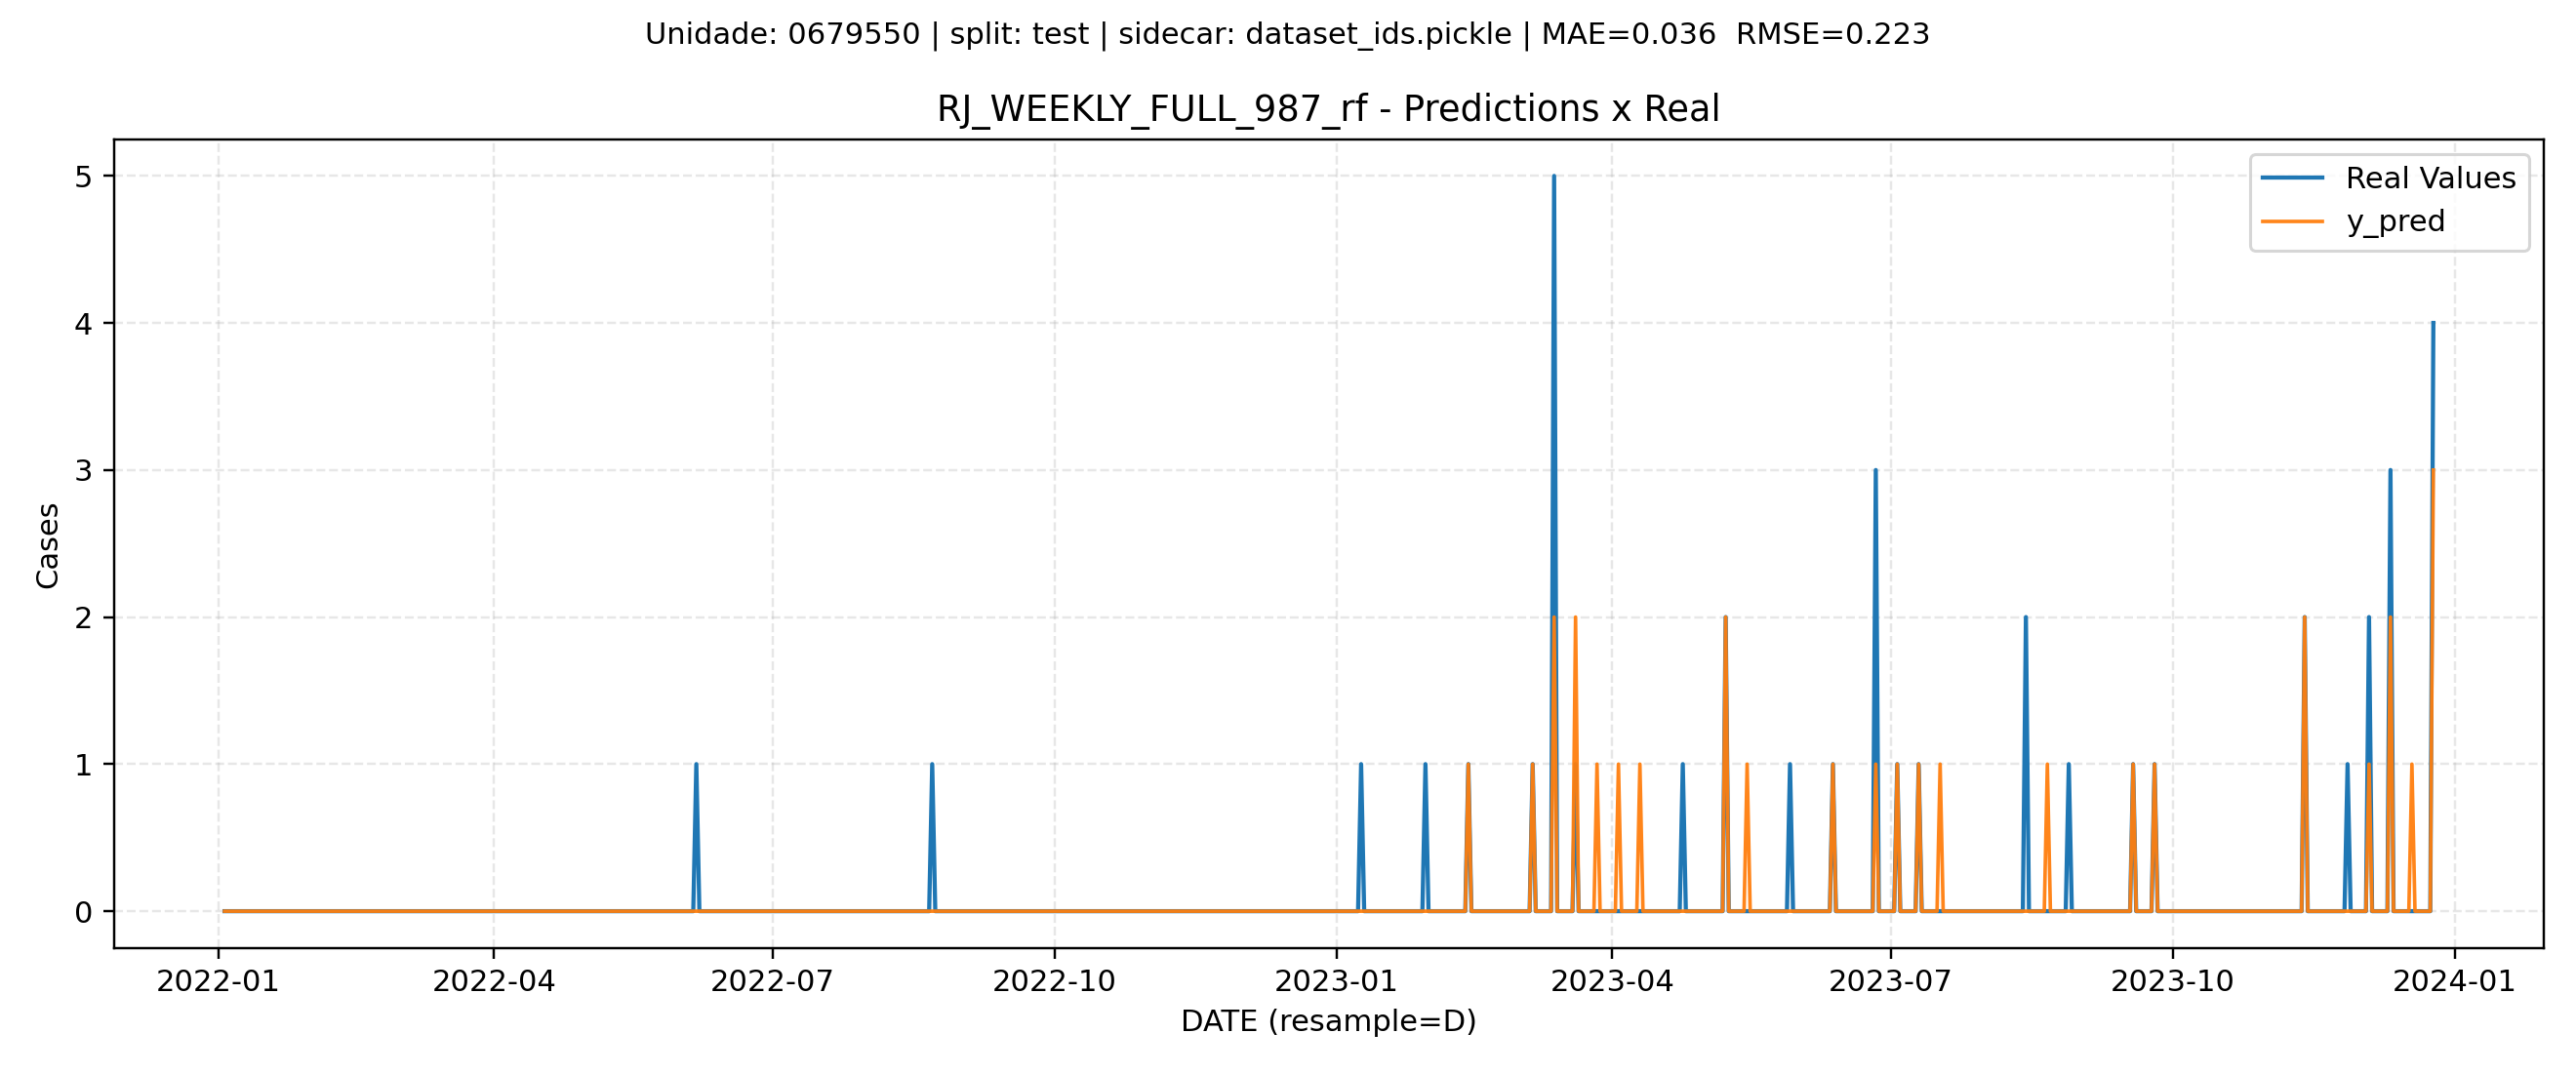 Unidade: 0679550 | split: test | sidecar: dataset_ids.pickle | MAE=0.036  RMSE=0.223
RJ_WEEKLY_FULL_987_rf - Predictions x Real
Real Values
y_pred
5
4
3
2
1
0
Cases
2022-01
2022-04
2022-07
2022-10
2023-01
2023-04
2023-07
2023-10
2024-01
DATE (resample=D)